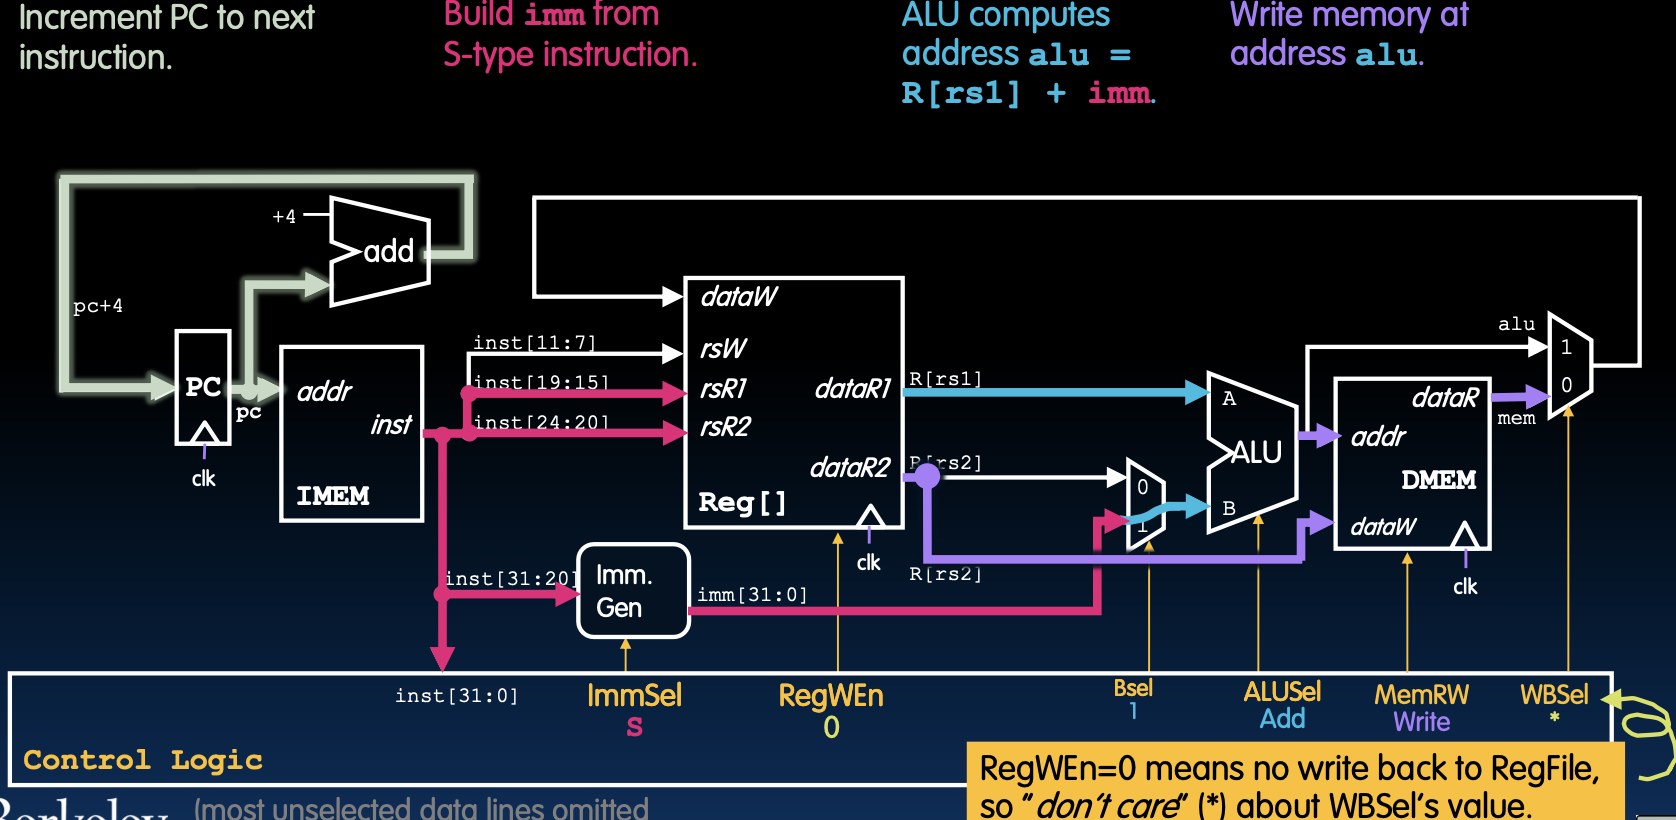 Increment PC to next
instruction.
Build imm from
S-type instruction.
ALU computes
address alu =
R[rs1] + imm.
Write memory at
address alu.
+4
add
pc+4
PC
pc
clk
addr
inst
IMEM
inst[11:7]
inst[19:15]
inst[24:20]
inst[31:20]
dataW
rsW
rsR1
rsR2
dataR1
dataR2
Reg[]
clk
R[rs1]
R[rs2]
R[rs2]
Imm.
Gen
imm[31:0]
0
1
A
ALU
B
alu
dataR
addr
DMEM
dataW
clk
mem
1
0
inst[31:0]
ImmSel
S
RegWEn
0
Bsel
1
ALUSel
Add
MemRW
Write
WBSel
*
Control Logic
RegWEn=0 means no write back to RegFile,
so "don't care" (*) about WBSel's value.
Berkeley
(most unselected data lines omitted